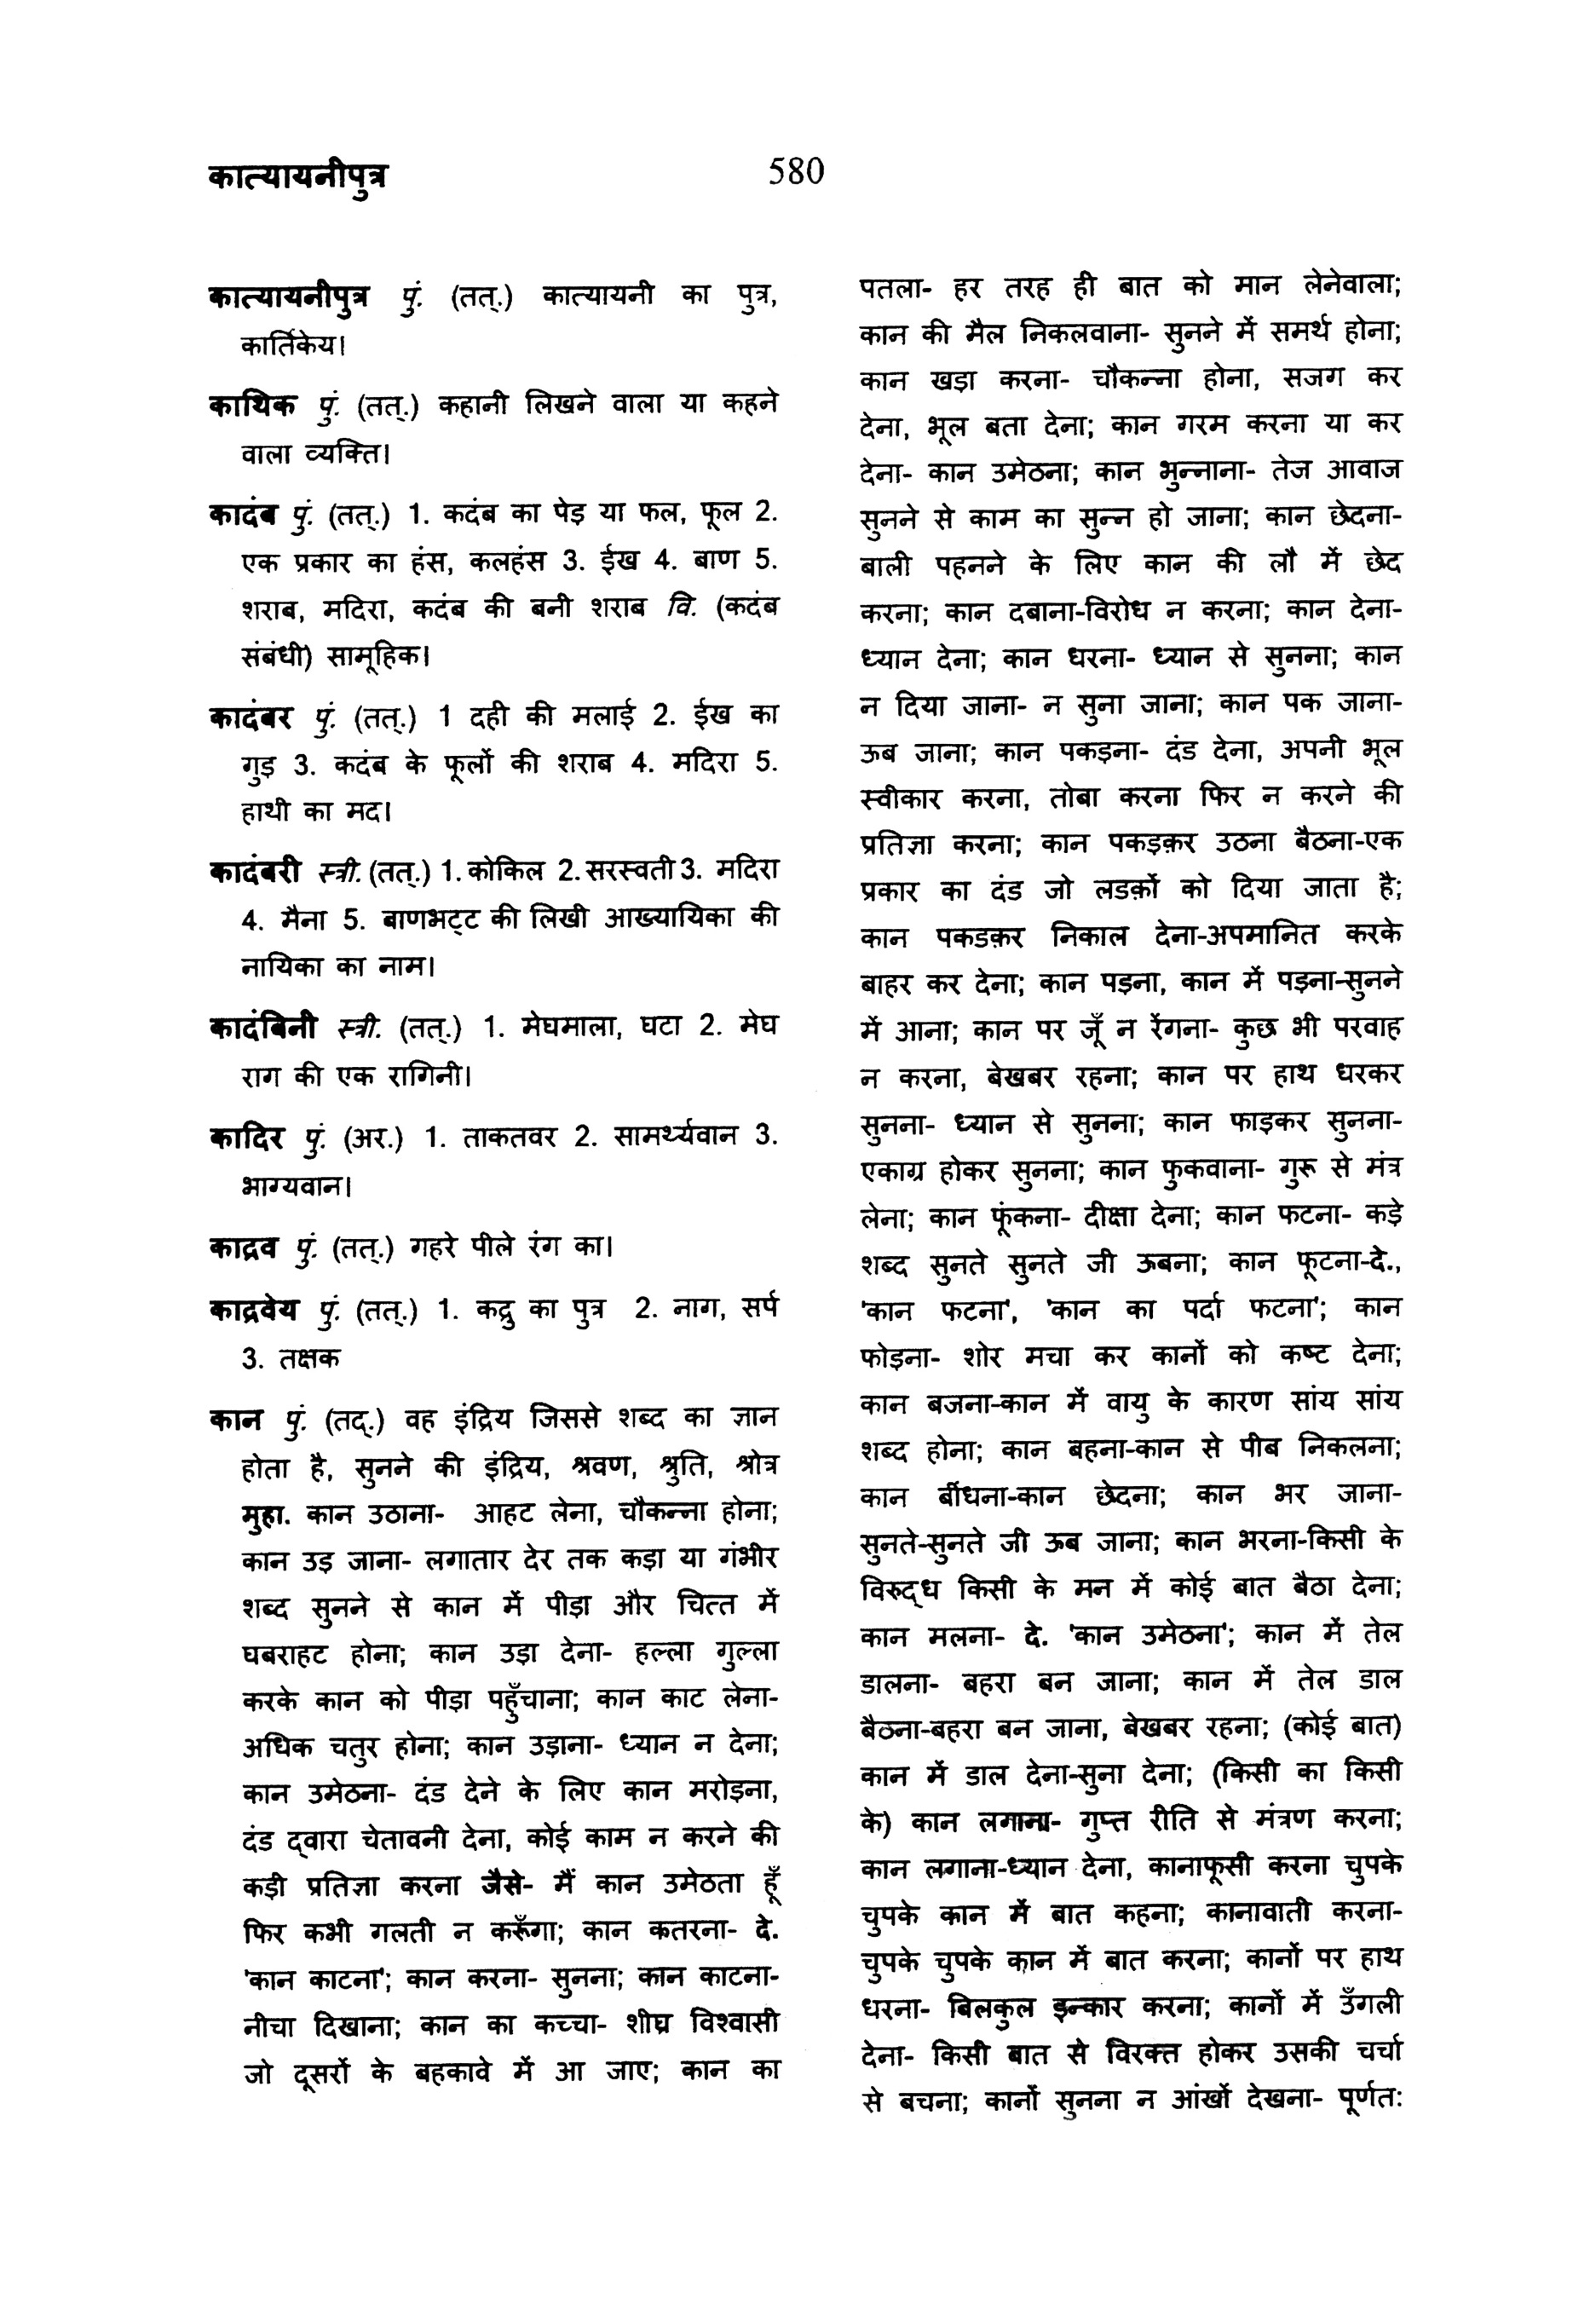 कात्यायनीपुत्र
580
कात्यायनीपुत्र पुं. (तत्.) कात्यायनी का पुत्र,
कार्तिकेय।
काथिक पुं. (तत्.) कहानी लिखने वाला या कहने
वाला व्यक्ति।
कादंब पुं. (तत्.) 1. कदंब का पेड़ या फल, फूल 2.
एक प्रकार का हंस, कलहंस 3. ईख 4. बाण 5.
शराब, मदिरा, कदंब की बनी शराब वि. (कदंब
संबंधी) सामूहिक।
कादंबर पुं. (तत्.) 1 दही की मलाई 2. ईख का
गुड़ 3. कदंब के फूलों की शराब 4. मदिरा 5.
हाथी का मद।
कादंबरी स्त्री. (तत्.) 1. कोकिल 2. सरस्वती 3. मदिरा
4. मैना 5. बाणभट्ट की लिखी आख्यायिका की
नायिका का नाम।
कादंबिनी स्त्री. (तत्.) 1. मेघमाला, घटा 2. मेघ
राग की एक रागिनी।
कादिर पुं. (अर.) 1. ताकतवर 2. सामर्थ्यवान 3.
भाग्यवान।
काद्रव पुं. (तत्.) गहरे पीले रंग का।
काद्रवेय पुं. (तत्.) 1. कद्रु का पुत्र 2. नाग, सर्प
3. तक्षक
कान पुं. (तद्.) वह इंद्रिय जिससे शब्द का ज्ञान
होता है, सुनने की इंद्रिय, श्रवण, श्रुति, श्रोत्र
मुहा. कान उठाना- आहट लेना, चौकन्ना होना;
कान उड़ जाना- लगातार देर तक कड़ा या गंभीर
शब्द सुनने से कान में पीड़ा और चित्त में
घबराहट होना; कान उड़ा देना- हल्ला गुल्ला
करके कान को पीड़ा पहुँचाना; कान काट लेना-
अधिक चतुर होना; कान उड़ाना- ध्यान न देना;
कान उमेठना- दंड देने के लिए कान मरोड़ना,
दंड द्वारा चेतावनी देना, कोई काम न करने की
कड़ी प्रतिज्ञा करना जैसे- मैं कान उमेठता हूँ
फिर कभी गलती न करूँगा; कान कतरना- दे.
'कान काटना'; कान करना- सुनना; कान काटना-
नीचा दिखाना; कान का कच्चा- शीघ्र विश्वासी
जो दूसरों के बहकावे में आ जाए; कान का
पतला- हर तरह ही बात को मान लेनेवाला;
कान की मैल निकलवाना- सुनने में समर्थ होना;
कान खड़ा करना- चौकन्ना होना, सजग कर
देना, भूल बता देना; कान गरम करना या कर
देना- कान उमेठना; कान भुन्नाना- तेज आवाज
सुनने से काम का सुन्न हो जाना; कान छेदना-
बाली पहनने के लिए कान की लौ में छेद
करना; कान दबाना-विरोध न करना; कान देना-
ध्यान देना; कान धरना- ध्यान से सुनना; कान
न दिया जाना- न सुना जाना; कान पक जाना-
ऊब जाना; कान पकड़ना- दंड देना, अपनी भूल
स्वीकार करना, तोबा करना फिर न करने की
प्रतिज्ञा करना; कान पकड़क़र उठना बैठना-एक
प्रकार का दंड जो लडक़ों को दिया जाता है;
कान पकडक़र निकाल देना-अपमानित करके
बाहर कर देना; कान पड़ना, कान में पड़ना-सुनने
में आना; कान पर जूँ न रेंगना- कुछ भी परवाह
न करना, बेखबर रहना; कान पर हाथ धरकर
सुनना- ध्यान से सुनना; कान फाड़कर सुनना-
एकाग्र होकर सुनना; कान फुकवाना- गुरू से मंत्र
लेना; कान फूंकना- दीक्षा देना; कान फटना- कड़े
शब्द सुनते सुनते जी ऊबना; कान फूटना-दे.,
'कान फटना', 'कान का पर्दा फटना'; कान
फोड़ना- शोर मचा कर कानों को कष्ट देना;
कान बजना-कान में वायु के कारण सांय सांय
शब्द होना; कान बहना-कान से पीब निकलना;
कान बींधना-कान छेदना; कान भर जाना-
सुनते-सुनते जी ऊब जाना; कान भरना-किसी के
विरुद्ध किसी के मन में कोई बात बैठा देना;
कान मलना- दे. 'कान उमेठना'; कान में तेल
डालना- बहरा बन जाना; कान में तेल डाल
बैठना-बहरा बन जाना, बेखबर रहना; (कोई बात)
कान में डाल देना-सुना देना; (किसी का किसी
के) कान लगाना- गुप्त रीति से मंत्रण करना;
कान लगाना-ध्यान देना, कानाफूसी करना चुपके
चुपके कान में बात कहना; कानावाती करना-
चुपके चुपके कान में बात करना; कानों पर हाथ
धरना- बिलकुल इन्कार करना; कानों में उँगली
देना- किसी बात से विरक्त होकर उसकी चर्चा
से बचना; कानों सुनना न आंखों देखना- पूर्णत: